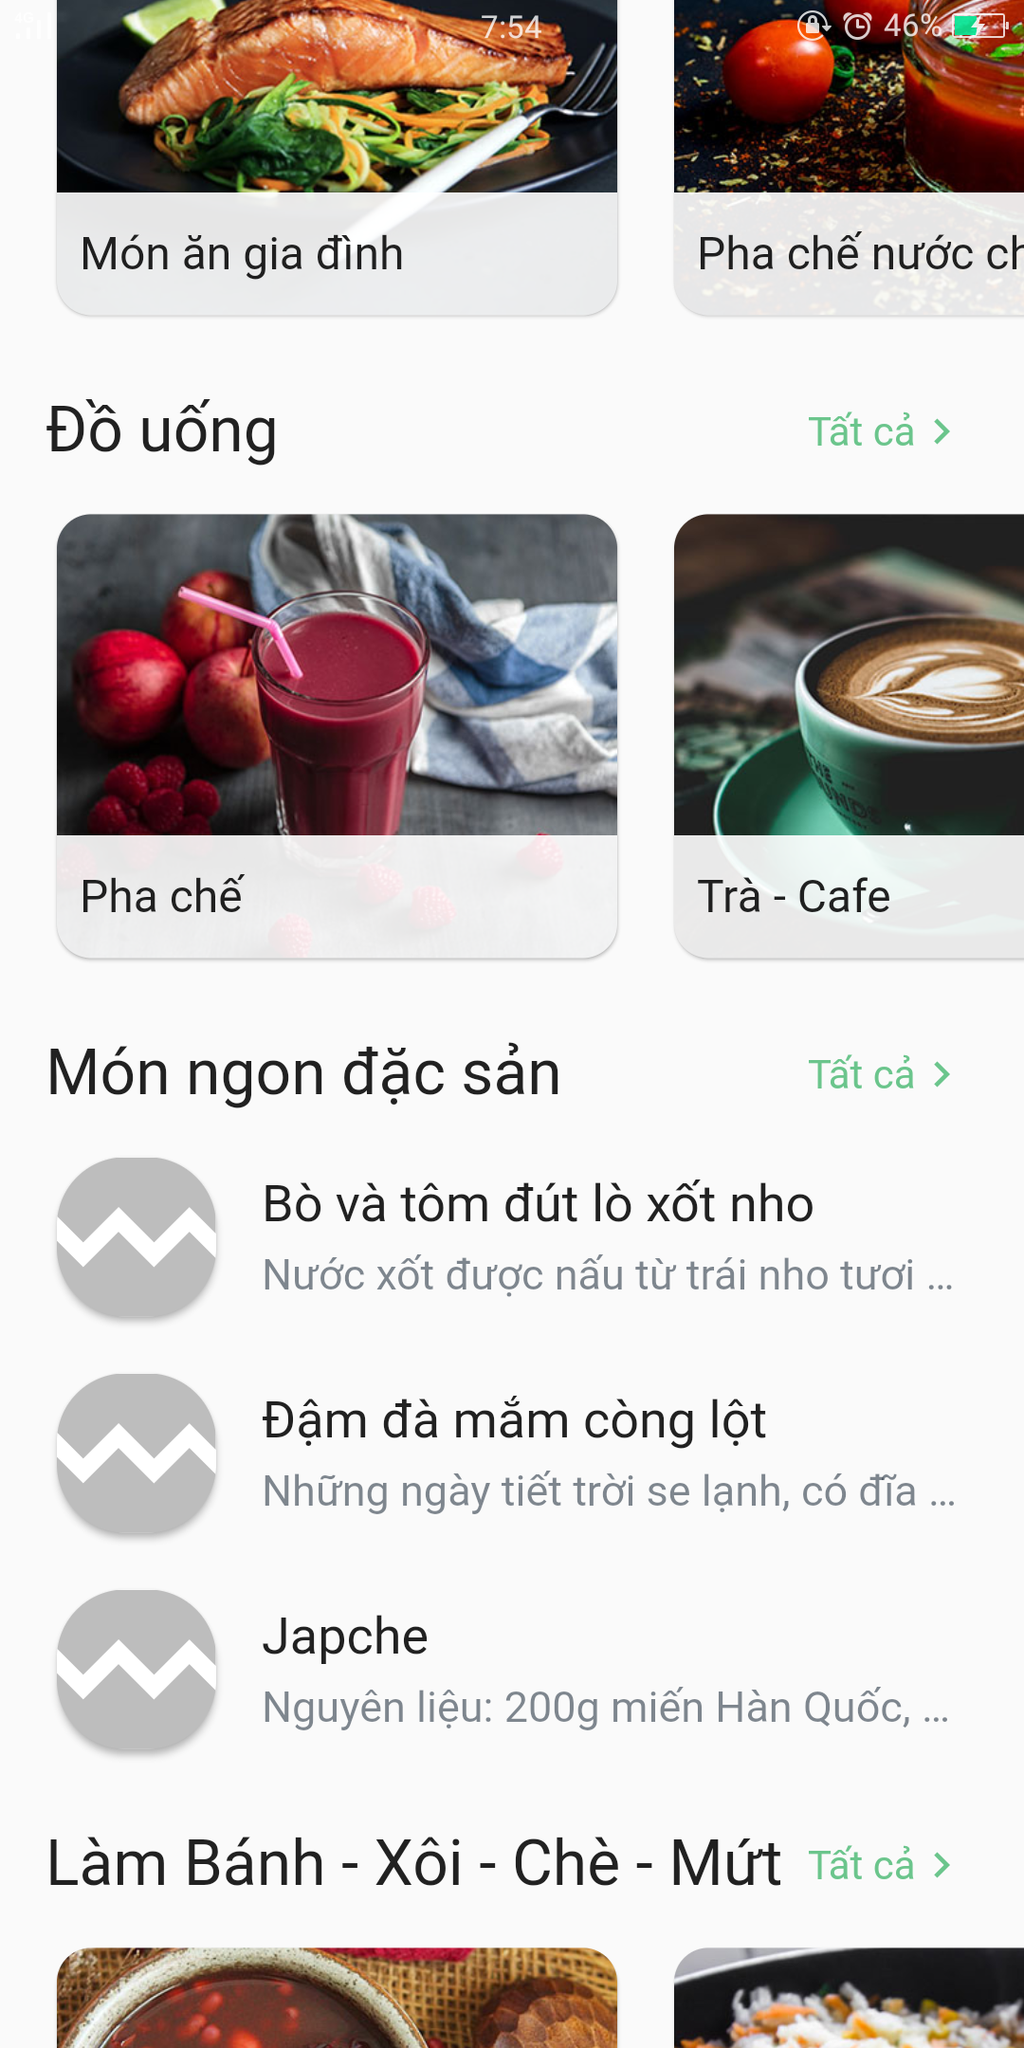 4G
7:54
46%
Món ăn gia đình
Pha chế nước ch
Đồ uống
Tất cả
Pha chế
Trà - Cafe
Món ngon đặc sản
Tất cả
Bò và tôm đút lò xốt nho
Nước xốt được nấu từ trái nho tươi ...
Đậm đà mắm còng lột
Những ngày tiết trời se lạnh, có đĩa ...
Japche
Nguyên liệu: 200g miến Hàn Quốc, ...
Làm Bánh - Xôi - Chè - Mứt
Tất cả